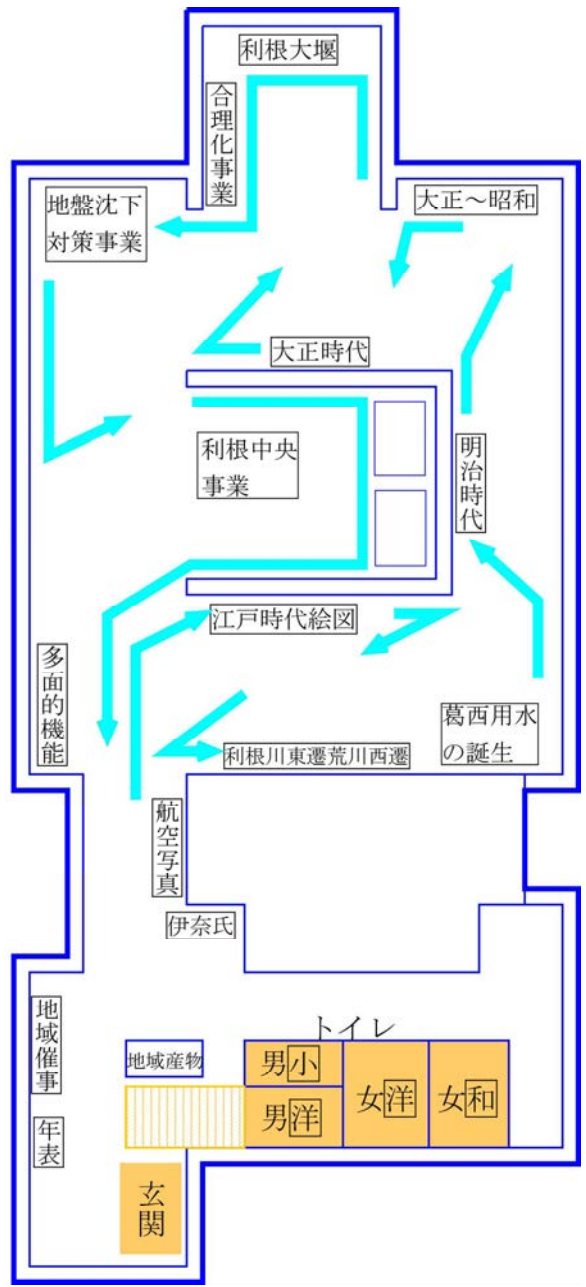 利根大堰
合理化事業
地盤沈下
対策事業
大正～昭和
大正時代
利根中央
事業
明治時代
江戸時代絵図
多面的機能
葛西用水
の誕生
利根川東遷荒川西遷
航空写真
伊奈氏
地域催事
トイレ
地域産物
男小
男洋
女洋
女和
年表
玄関